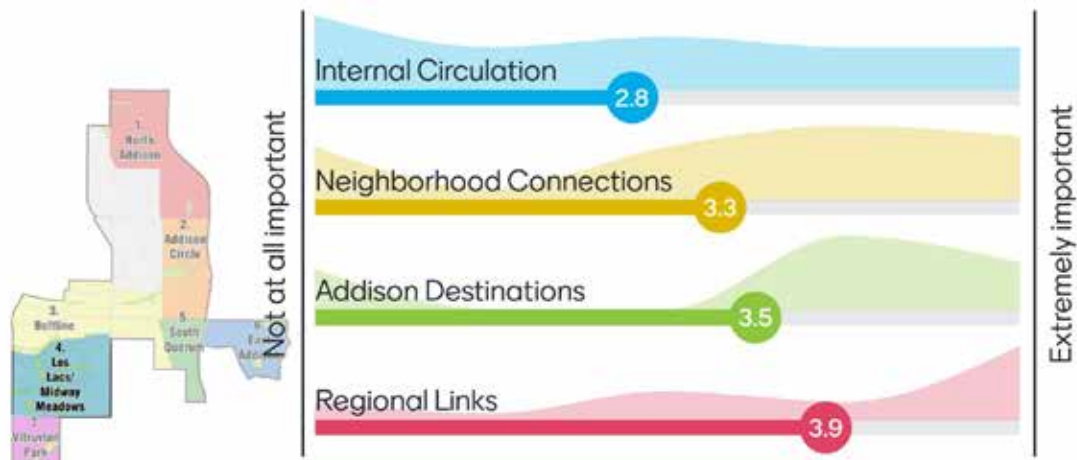 Not at all important
Internal Circulation
2.8
Neighborhood Connections
3.3
Addison Destinations
3.5
Regional Links
3.9
Extremely important
1.
North
Addison
2.
Addison
Circle
3.
Beltline
4.
Les
Lacs/
Midway
Meadows
5.
South
Quorum
Vitruvian
Park